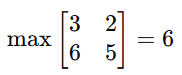 max [3 2
6 5] = 6